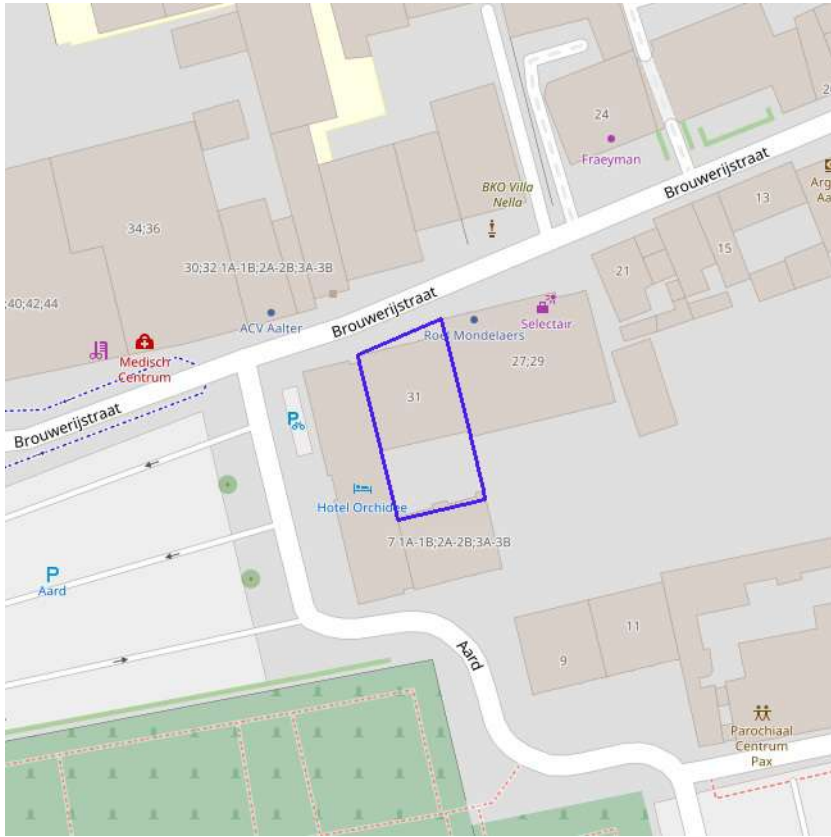 24
Fraeyman
Brouwerijstraat
13
15
21
BKO Villa
Nella
34;36
30;32 1A-1B;2A-2B;3A-3B
;40;42,44
Brouwerijstraat
ACV Aalter
Roel Mondelaers
Selectair
27;29
Medisch
Centrum
Brouwerijstraat
31
P
Hotel Orchidee
7 1A-1B;2A-2B;3A-3B
P
Aard
Aard
9
11
Parochiaal
Centrum
Pax